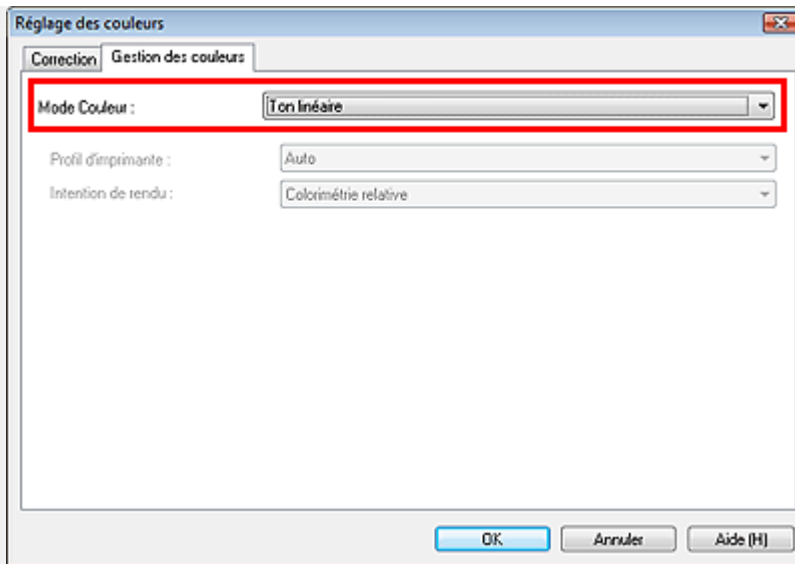 Réglage des couleurs
Correction Gestion des couleurs
Mode Couleur : Ton linéaire
Profil d'imprimante : Auto
Intention de rendu : Colorimétrie relative
OK Annuler Aide (H)